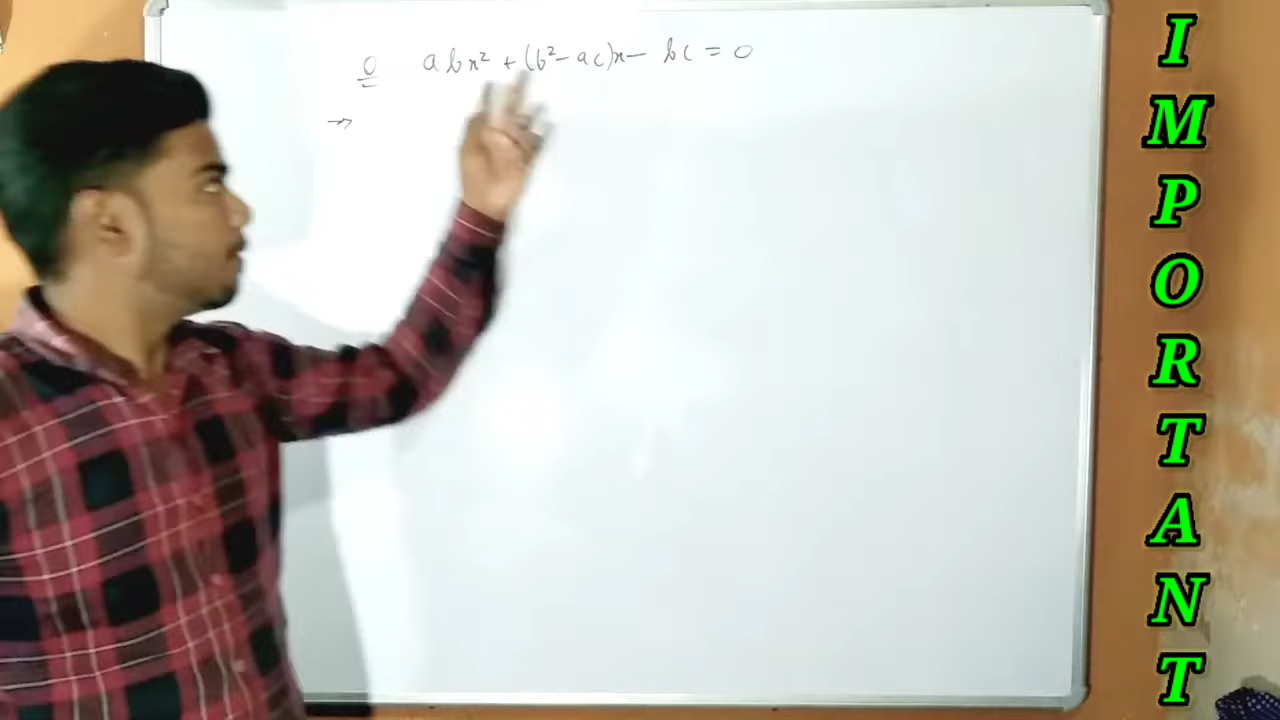 Q abx² + (b² - ac)x - bc = 0
→
IMPORTANT